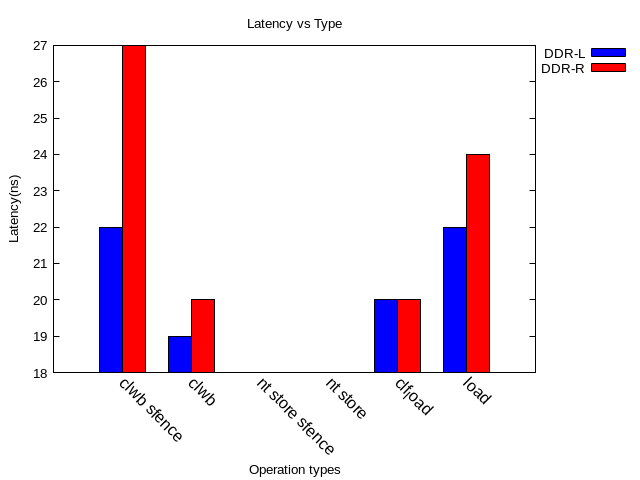 Latency vs Type
DDR-L
DDR-R
Latency(ns)
27
26
25
24
23
22
21
20
19
18
clwb sfence
clwb
nt store sfence
nt store
load
Operation types